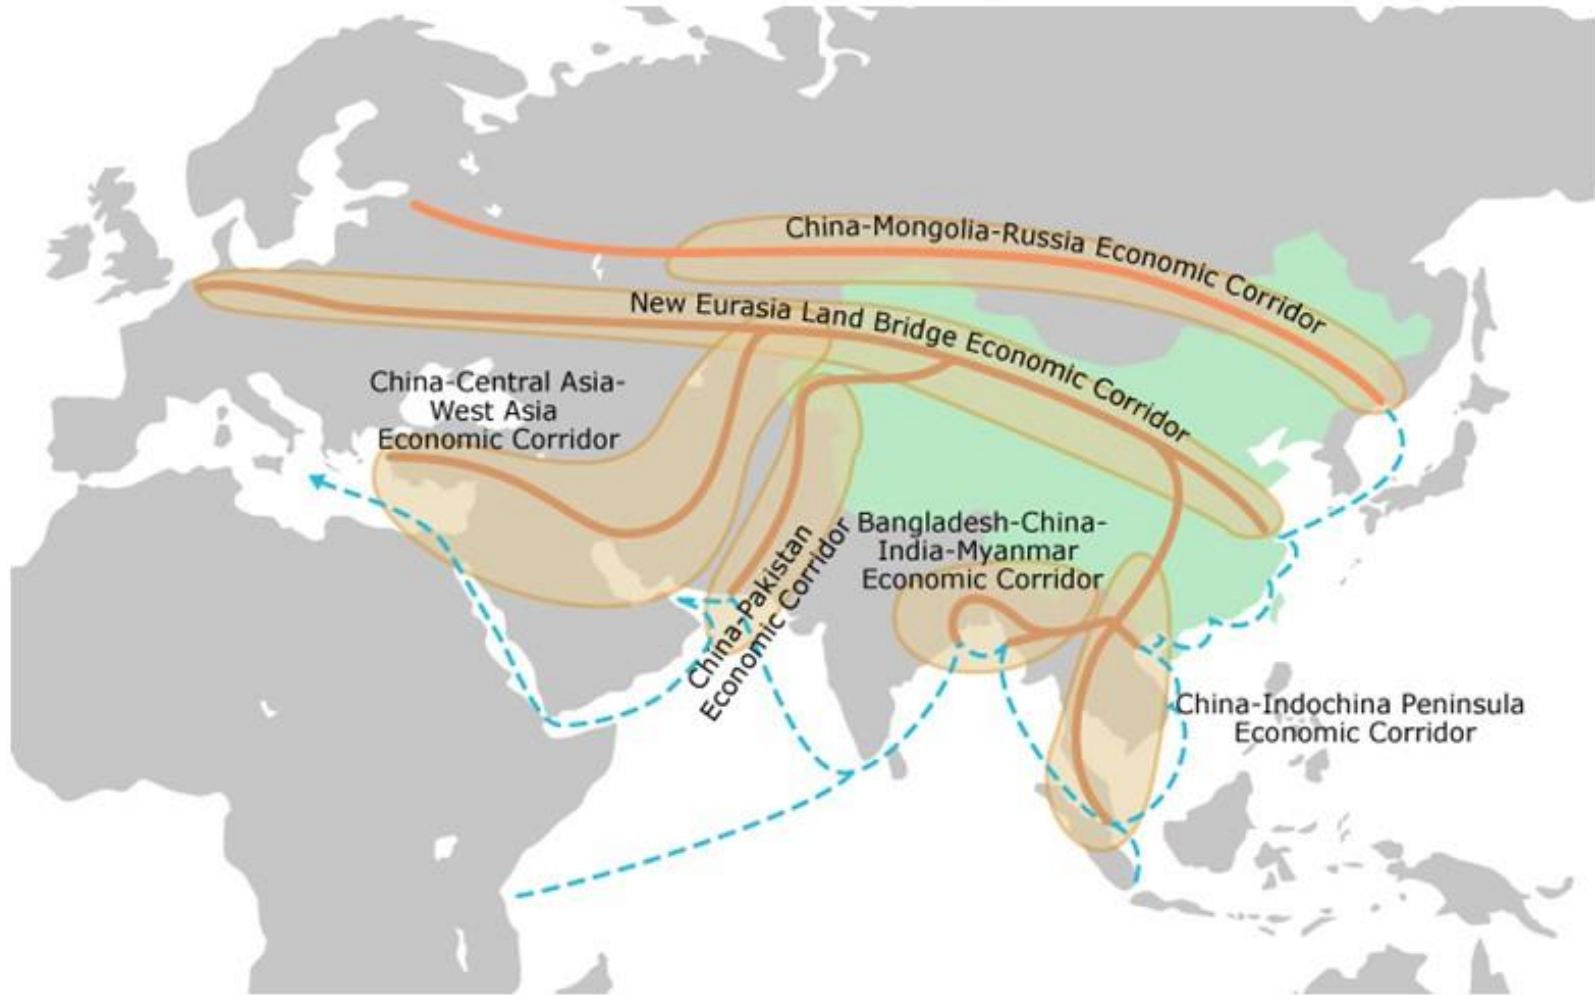 China-Mongolia-Russia Economic Corridor
New Eurasia Land Bridge Economic Corridor
China-Central Asia-
West Asia
Economic Corridor
China-Pakistan
Economic Corridor
Bangladesh-China-
India-Myanmar
Economic Corridor
China-Indochina Peninsula
Economic Corridor